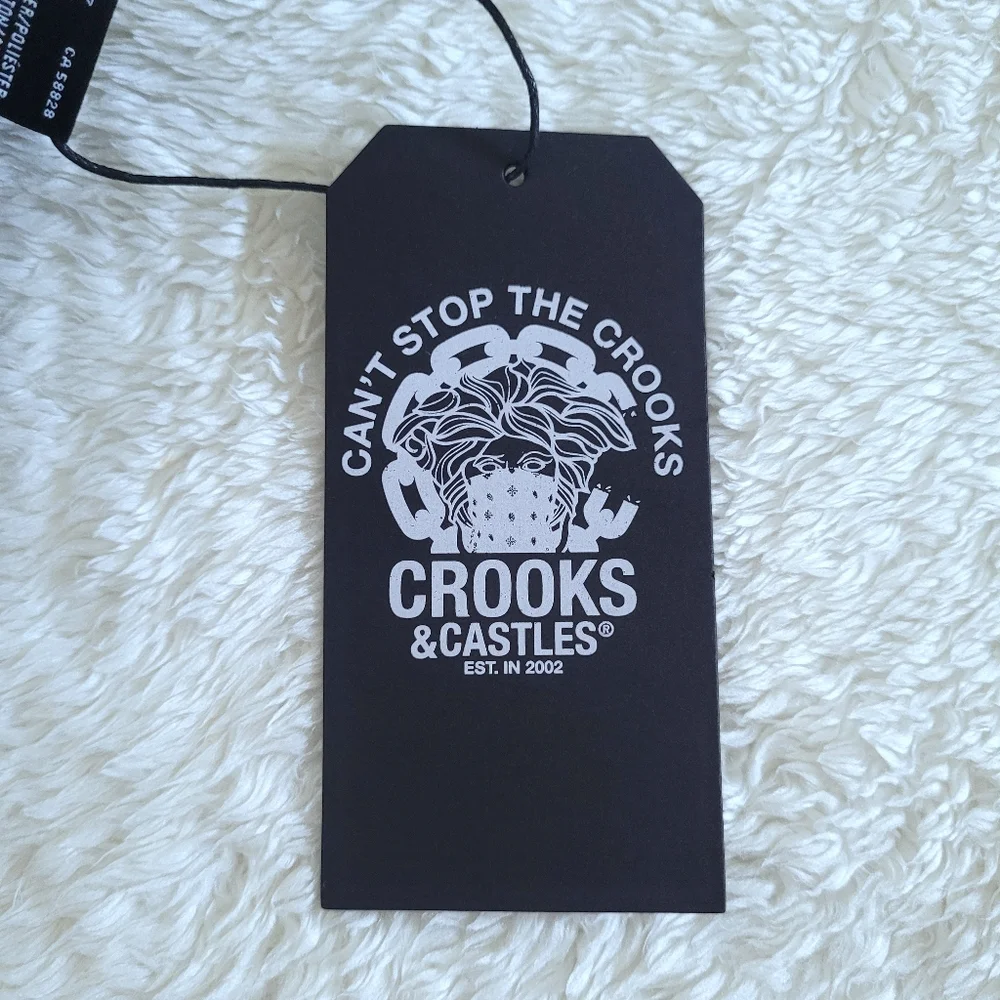 CA 58828
CAN'T STOP THE CROOKS
CROOKS
&CASTLES®
EST. IN 2002